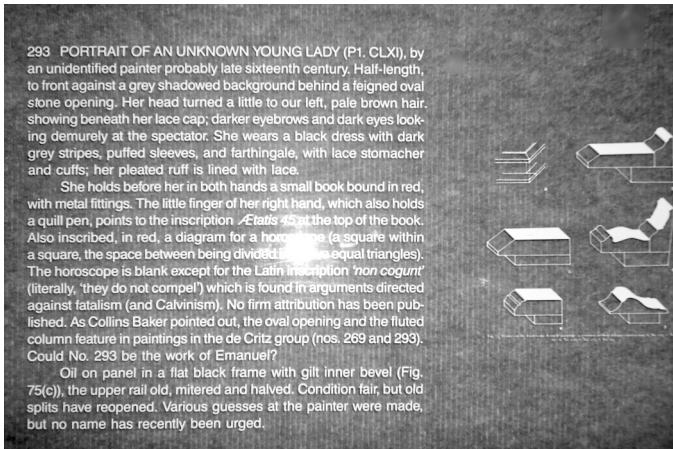 293 PORTRAIT OF AN UNKNOWN YOUNG LADY (P1. CLXI), by
an unidentified painter probably late sixteenth century. Half-length,
to front against a grey shadowed background behind a feigned oval
stone opening. Her head turned a little to our left, pale brown hair.
showing beneath her lace cap; darker eyebrows and dark eyes look-
ing demurely at the spectator. She wears a black dress with dark
grey stripes, puffed sleeves, and farthingale, with lace stomacher
and cuffs; her pleated ruff is lined with lace.
She holds before her in both hands a small book bound in red,
with metal fittings. The little finger of her right hand, which also holds
a quill pen, points to the inscription Ætatis 45 at the top of the book.
Also inscribed, in red, a diagram for a horoscope (a square within
a square, the space between being divided equal triangles).
The horoscope is blank except for the Latin inscription 'non cogunt'
(literally, 'they do not compel') which is found in arguments directed
against fatalism (and Calvinism). No firm attribution has been pub-
lished. As Collins Baker pointed out, the oval opening and the fluted
column feature in paintings in the de Critz group (nos. 269 and 293).
Could No. 293 be the work of Emanuel?
Oil on panel in a flat black frame with gilt inner bevel (Fig.
75(c)), the upper rail old, mitered and halved. Condition fair, but old
splits have reopened. Various guesses at the painter were made,
but no name has recently been urged.